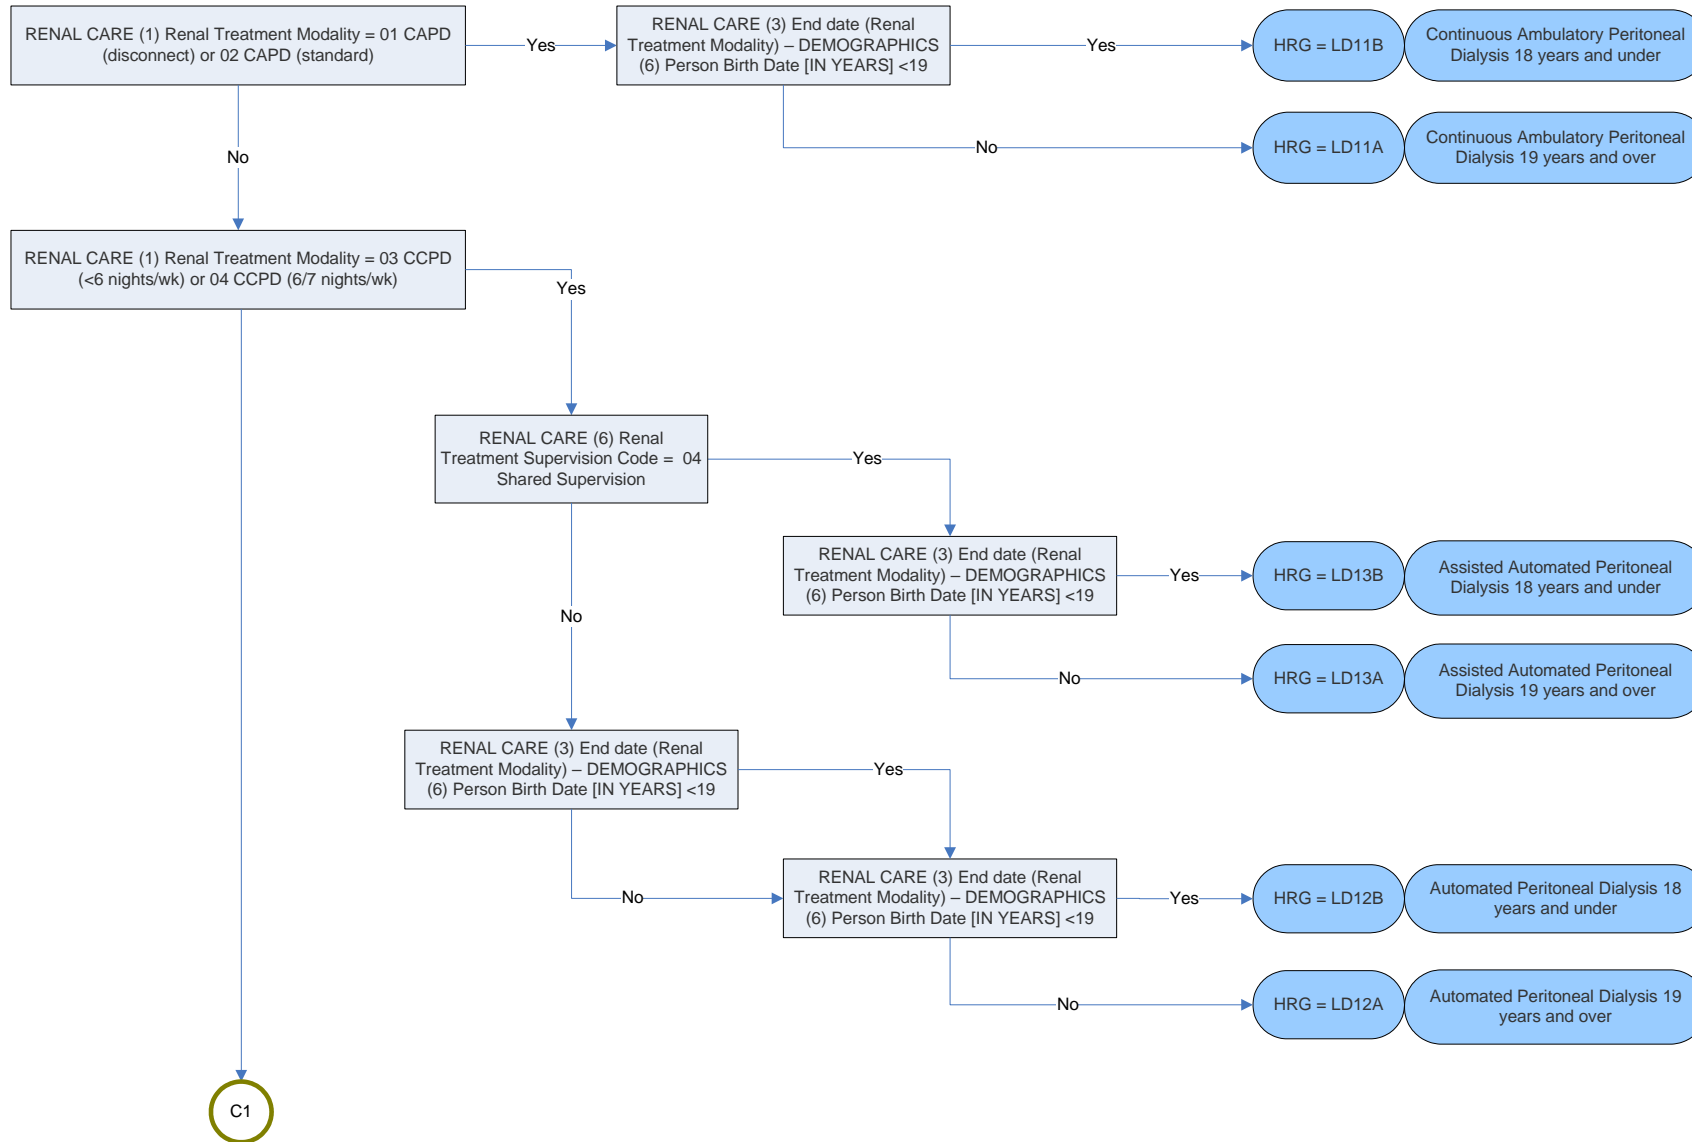 RENAL CARE (1) Renal Treatment Modality = 01 CAPD
(disconnect) or 02 CAPD (standard)
Yes
RENAL CARE (3) End date (Renal
Treatment Modality) – DEMOGRAPHICS
(6) Person Birth Date [IN YEARS] <19
Yes
HRG = LD11B
Continuous Ambulatory Peritoneal
Dialysis 18 years and under
No
HRG = LD11A
Continuous Ambulatory Peritoneal
Dialysis 19 years and over
No
RENAL CARE (1) Renal Treatment Modality = 03 CCPD
(<6 nights/wk) or 04 CCPD (6/7 nights/wk)
Yes
RENAL CARE (6) Renal
Treatment Supervision Code =  04
Shared Supervision
Yes
RENAL CARE (3) End date (Renal
Treatment Modality) – DEMOGRAPHICS
(6) Person Birth Date [IN YEARS] <19
Yes
HRG = LD13B
Assisted Automated Peritoneal
Dialysis 18 years and under
No
No
HRG = LD13A
Assisted Automated Peritoneal
Dialysis 19 years and over
RENAL CARE (3) End date (Renal
Treatment Modality) – DEMOGRAPHICS
(6) Person Birth Date [IN YEARS] <19
Yes
No
RENAL CARE (3) End date (Renal
Treatment Modality) – DEMOGRAPHICS
(6) Person Birth Date [IN YEARS] <19
Yes
HRG = LD12B
Automated Peritoneal Dialysis 18
years and under
No
HRG = LD12A
Automated Peritoneal Dialysis 19
years and over
C1